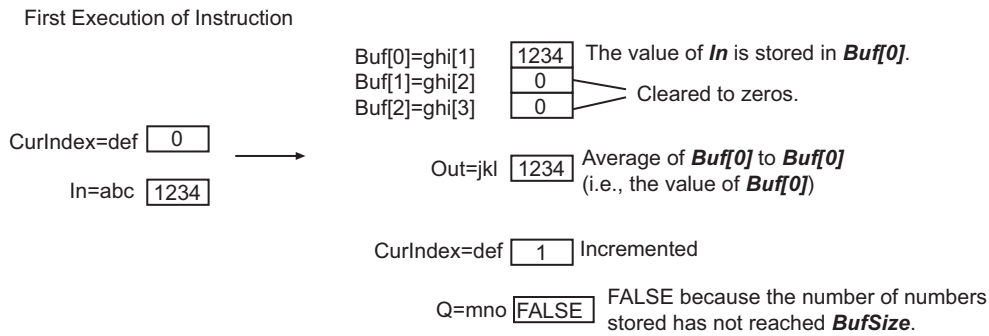 First Execution of Instruction
Buf[0]=ghi[1] 1234 The value of In is stored in Buf[0].
Buf[1]=ghi[2] 0
Cleared to zeros.
Buf[2]=ghi[3] 0
CurIndex=def 0
In=abc 1234
Out=jkl 1234 Average of Buf[0] to Buf[0]
(i.e., the value of Buf[0])
CurIndex=def 1 Incremented
Q=mno FALSE FALSE because the number of numbers
stored has not reached BufSize.